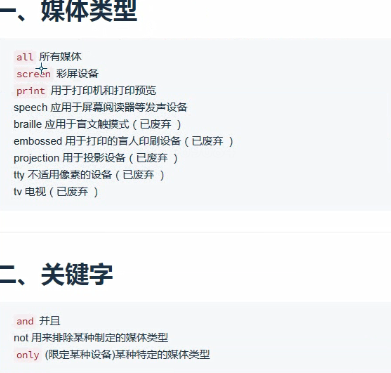 一、媒体类型
all 所有媒体
screen 彩屏设备
print 用于打印机和打印预览
speech 应用于屏幕阅读器等发声设备
braille 应用于盲文触摸式（已废弃 ）
embossed 用于打印的盲人印刷设备（已废弃 ）
projection 用于投影设备（已废弃 ）
tty 不适用像素的设备（已废弃 ）
tv 电视（已废弃 ）
二、关键字
and 并且
not 用来排除某种制定的媒体类型
only (限定某种设备)某种特定的媒体类型